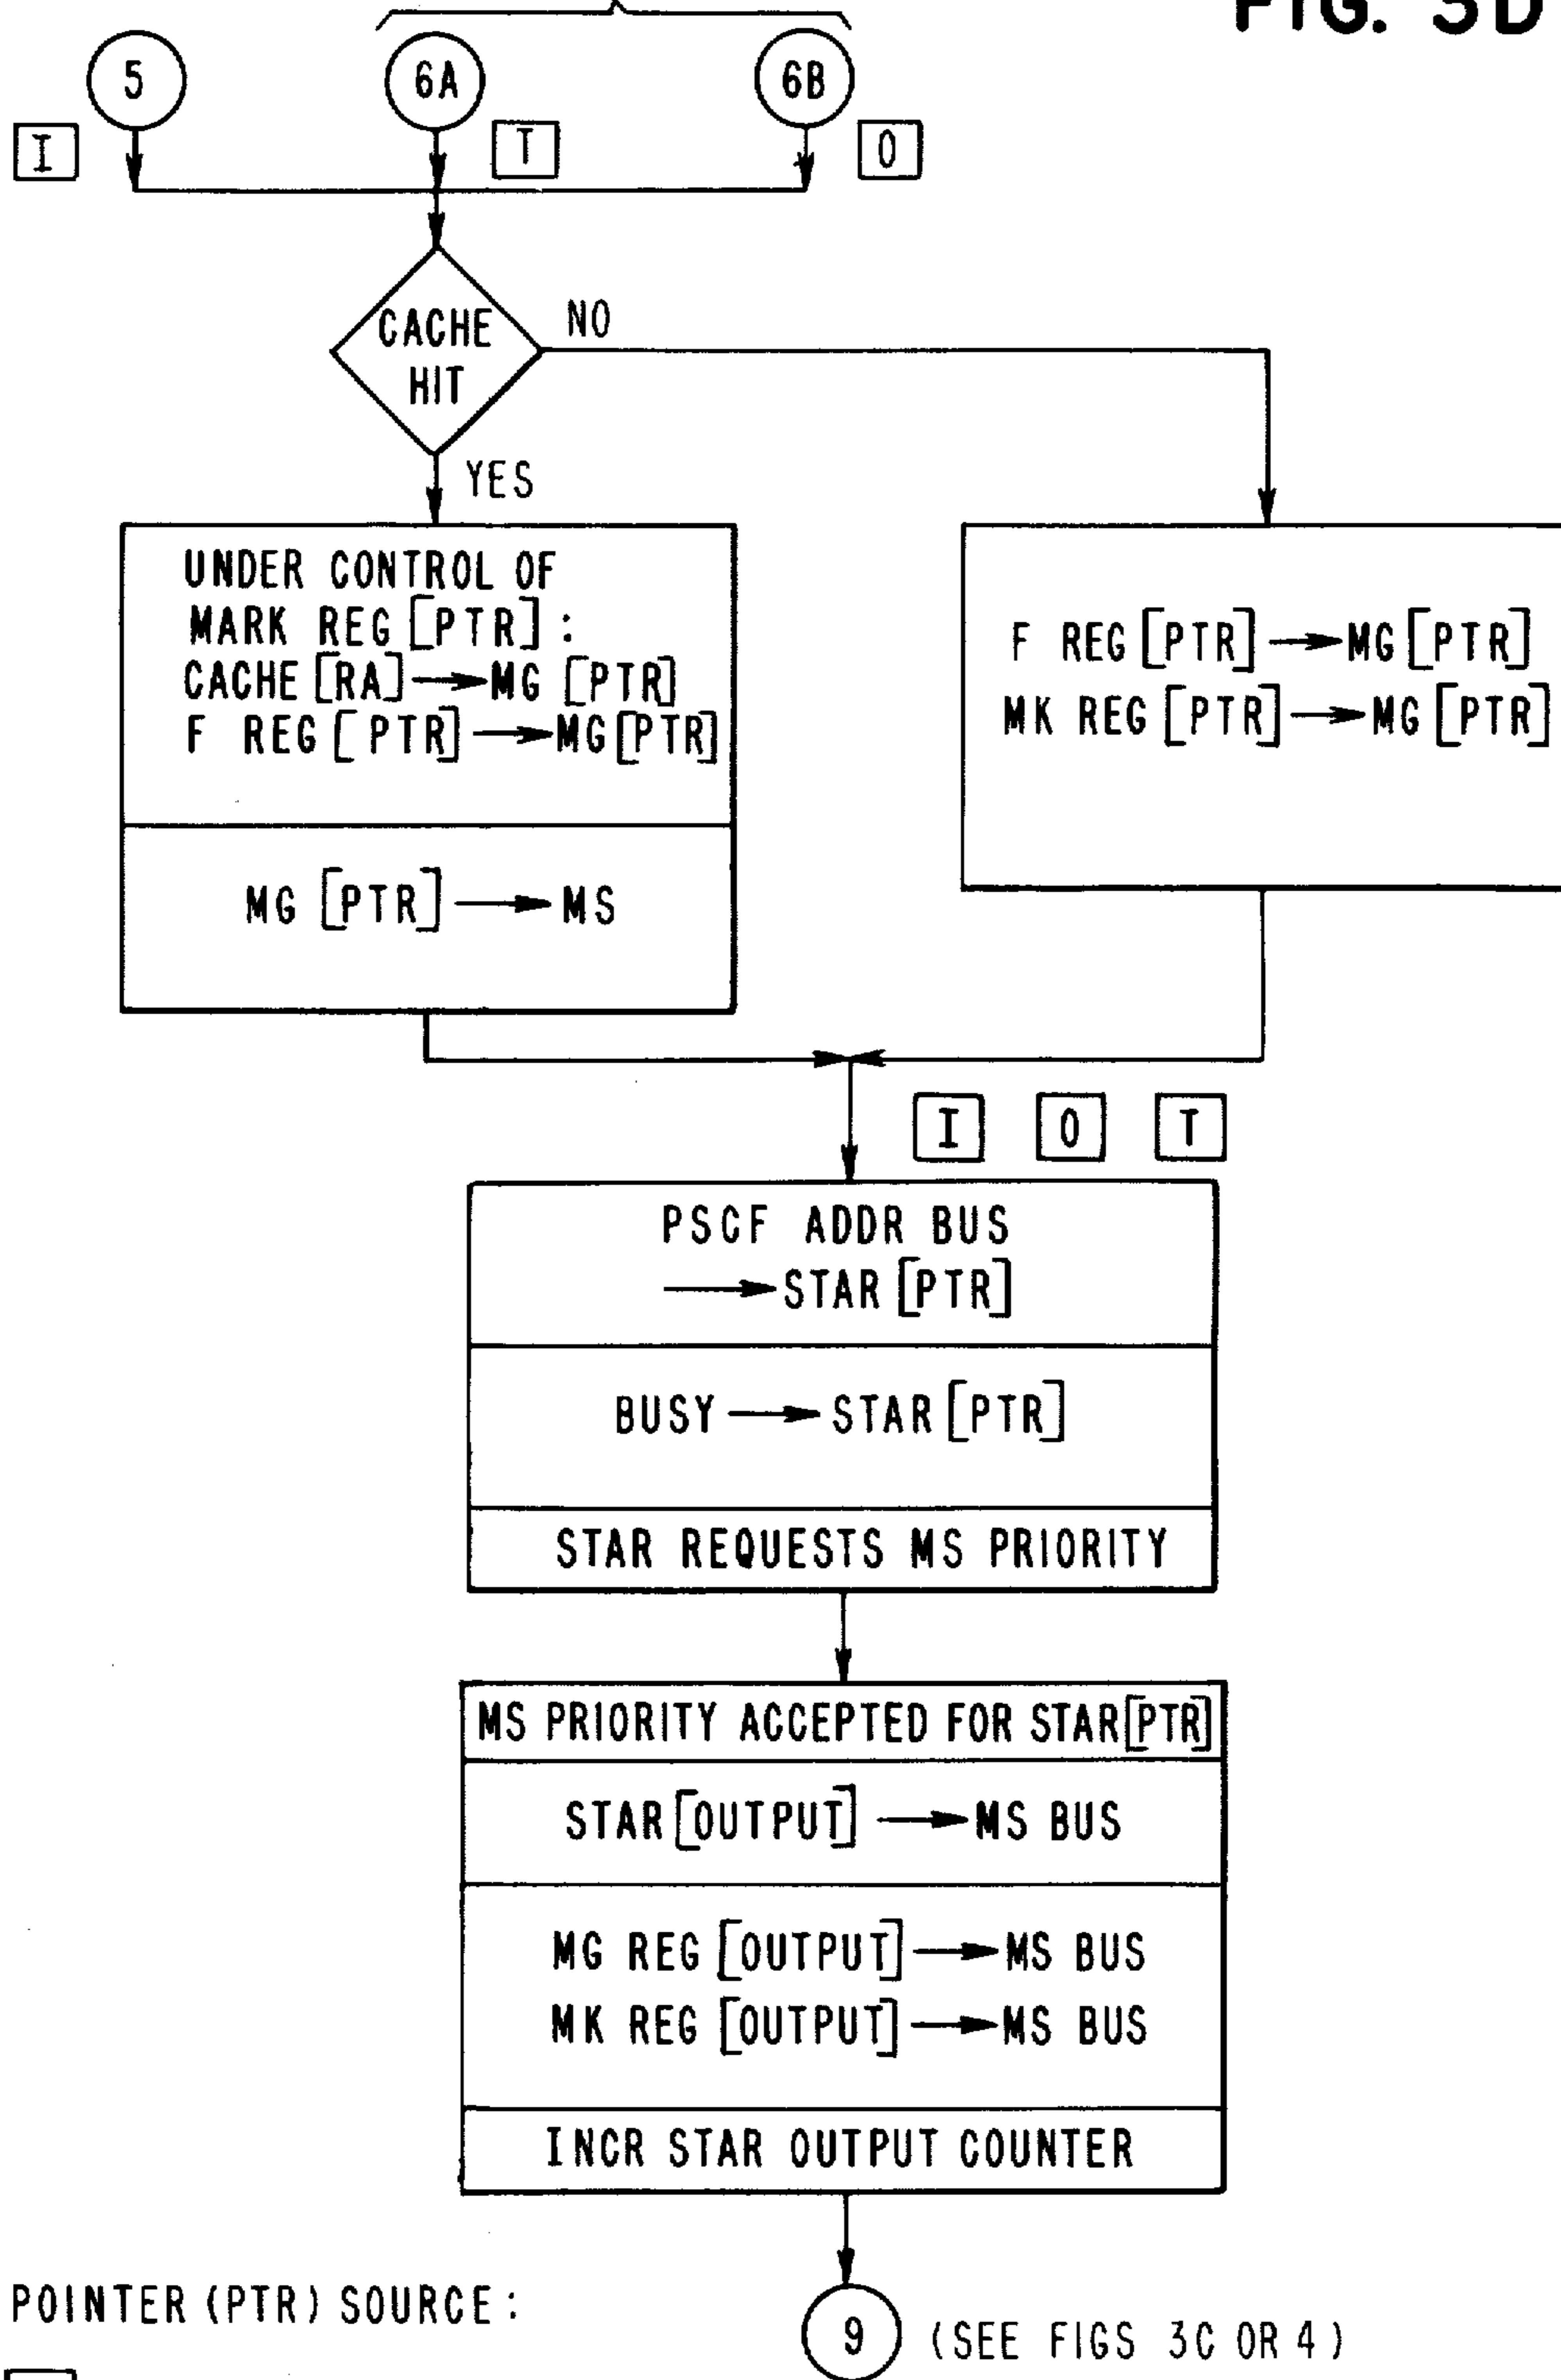 FIG. 3D
5
6A
6B
I
T
O
CACHE
HIT
NO
YES
UNDER CONTROL OF
MARK REG [PTR] :
CACHE [RA] → MG [PTR]
F REG [PTR] → MG [PTR]
MG [PTR] → MS
F REG [PTR] → MG [PTR]
MK REG [PTR] → MG [PTR]
I O T
PSCF ADDR BUS
→ STAR [PTR]
BUSY → STAR [PTR]
STAR REQUESTS MS PRIORITY
MS PRIORITY ACCEPTED FOR STAR [PTR]
STAR [OUTPUT] → MS BUS
MG REG [OUTPUT] → MS BUS
MK REG [OUTPUT] → MS BUS
INCR STAR OUTPUT COUNTER
POINTER (PTR) SOURCE :
9
(SEE FIGS 3C OR 4)